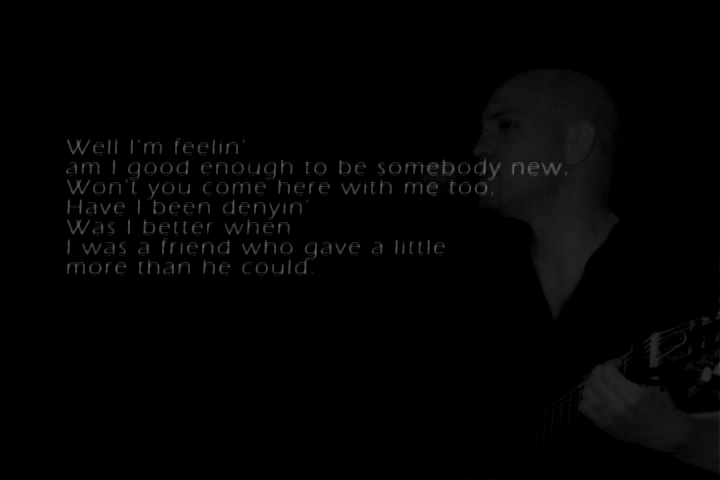 Well I'm feelin'
am I good enough to be somebody new,
Won't you come here with me too,
Have I been denyin'
Was I better when
I was a friend who gave a little
more than he could.